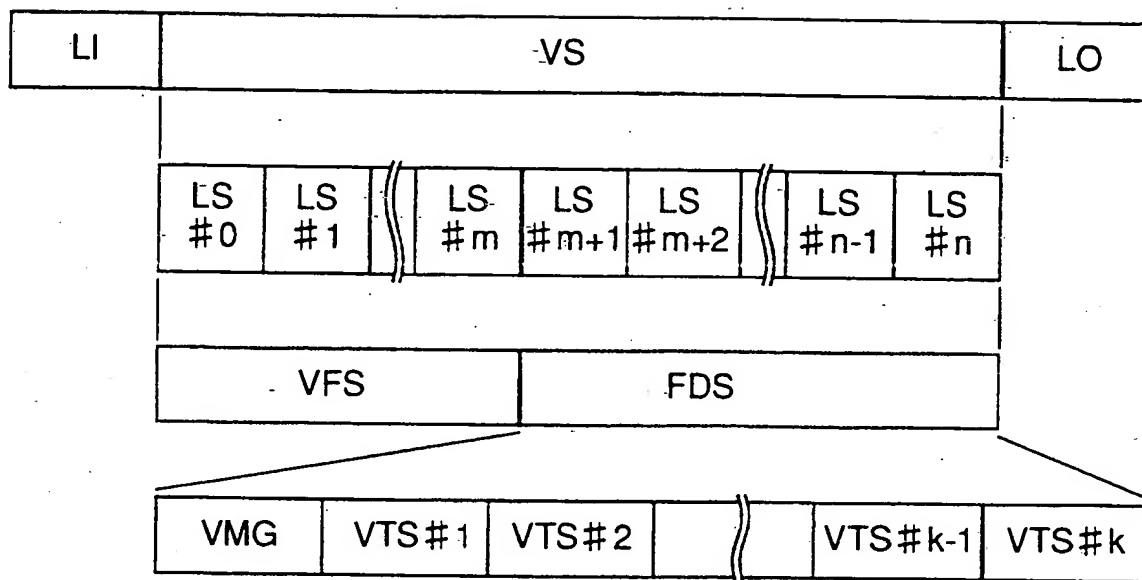 LI VS LO
LS LS LS LS LS LS LS
#0 #1 #m #m+1 #m+2 #n-1 #n
VFS FDS
VMG VTS#1 VTS#2 VTS#k-1 VTS#k